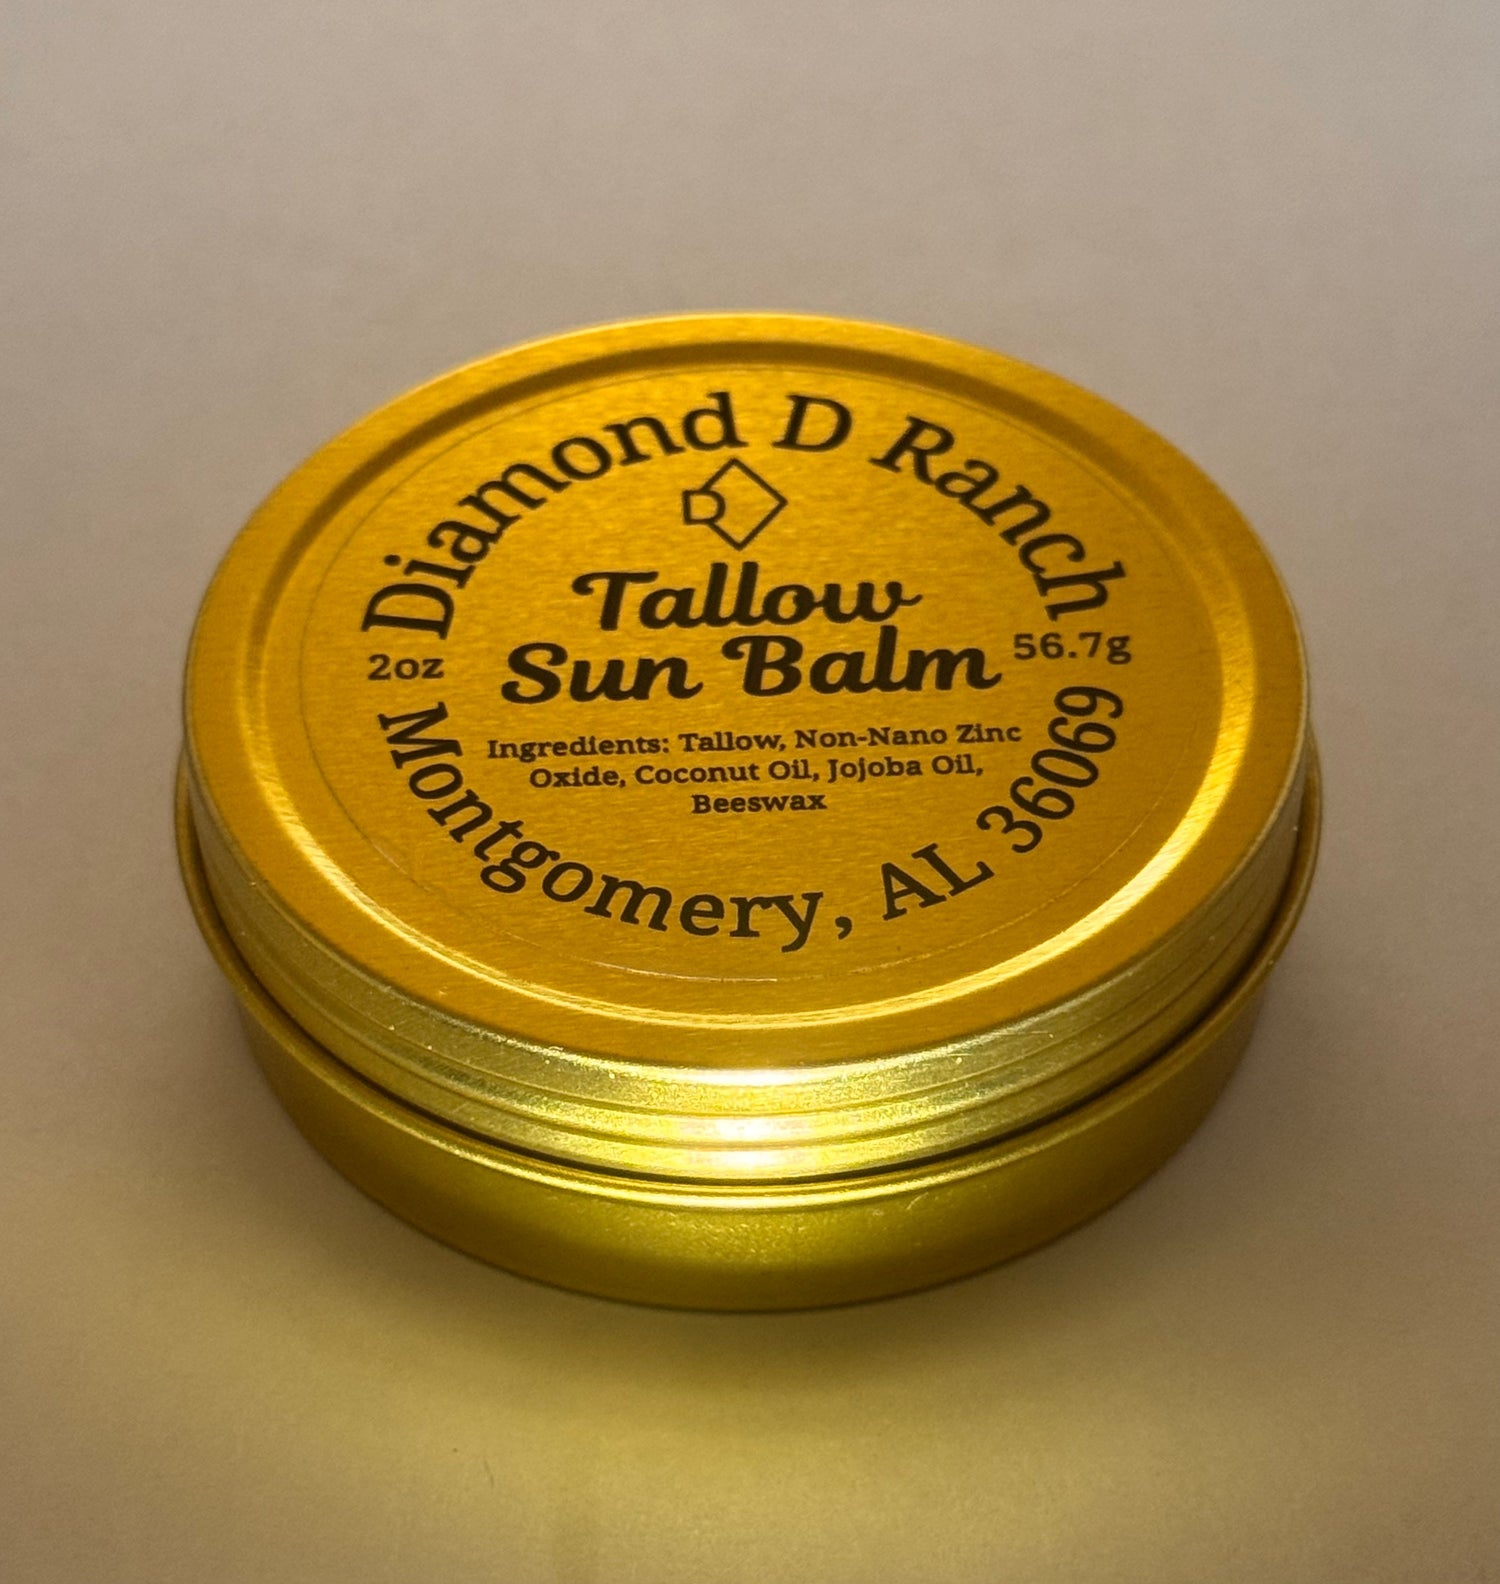 Diamond D Ranch
D
Tallow
Sun Balm
2oz
56.7g
Ingredients: Tallow, Non-Nano Zinc
Oxide, Coconut Oil, Jojoba Oil,
Beeswax
Montgomery, AL 36069